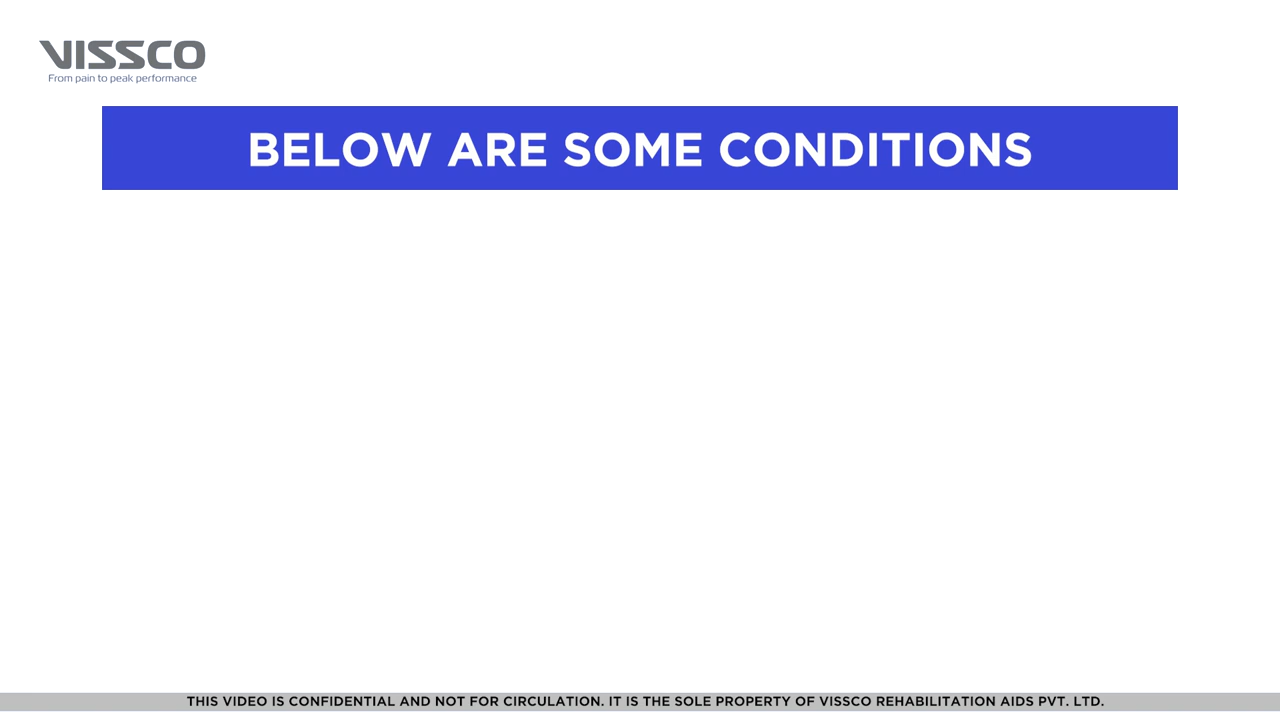 VISSCO
From pain to peak performance
BELOW ARE SOME CONDITIONS
THIS VIDEO IS CONFIDENTIAL AND NOT FOR CIRCULATION. IT IS THE SOLE PROPERTY OF VISSCO REHABILITATION AIDS PVT. LTD.